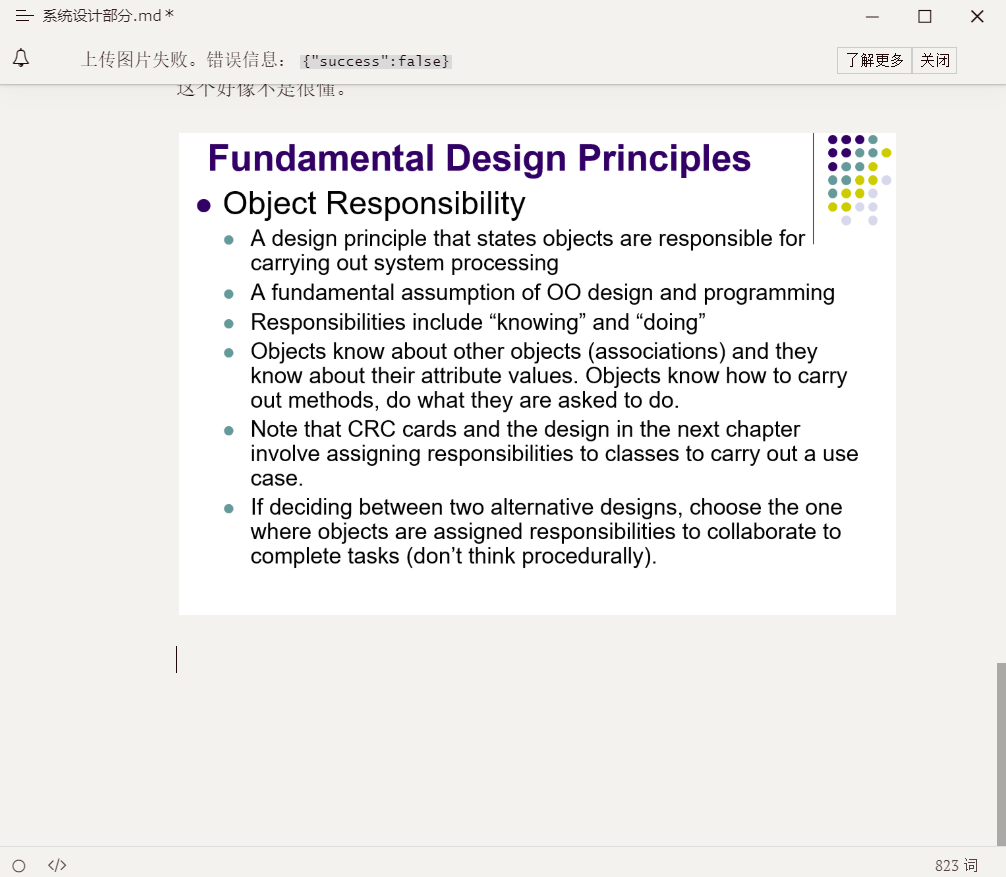 系统设计部分.md *
上传图片失败。错误信息： {"success":false}
了解更多 关闭
这个好像不是很懂。
Fundamental Design Principles
Object Responsibility
A design principle that states objects are responsible for
carrying out system processing
A fundamental assumption of OO design and programming
Responsibilities include “knowing” and “doing”
Objects know about other objects (associations) and they
know about their attribute values. Objects know how to carry
out methods, do what they are asked to do.
Note that CRC cards and the design in the next chapter
involve assigning responsibilities to classes to carry out a use
case.
If deciding between two alternative designs, choose the one
where objects are assigned responsibilities to collaborate to
complete tasks (don’t think procedurally).
823 词